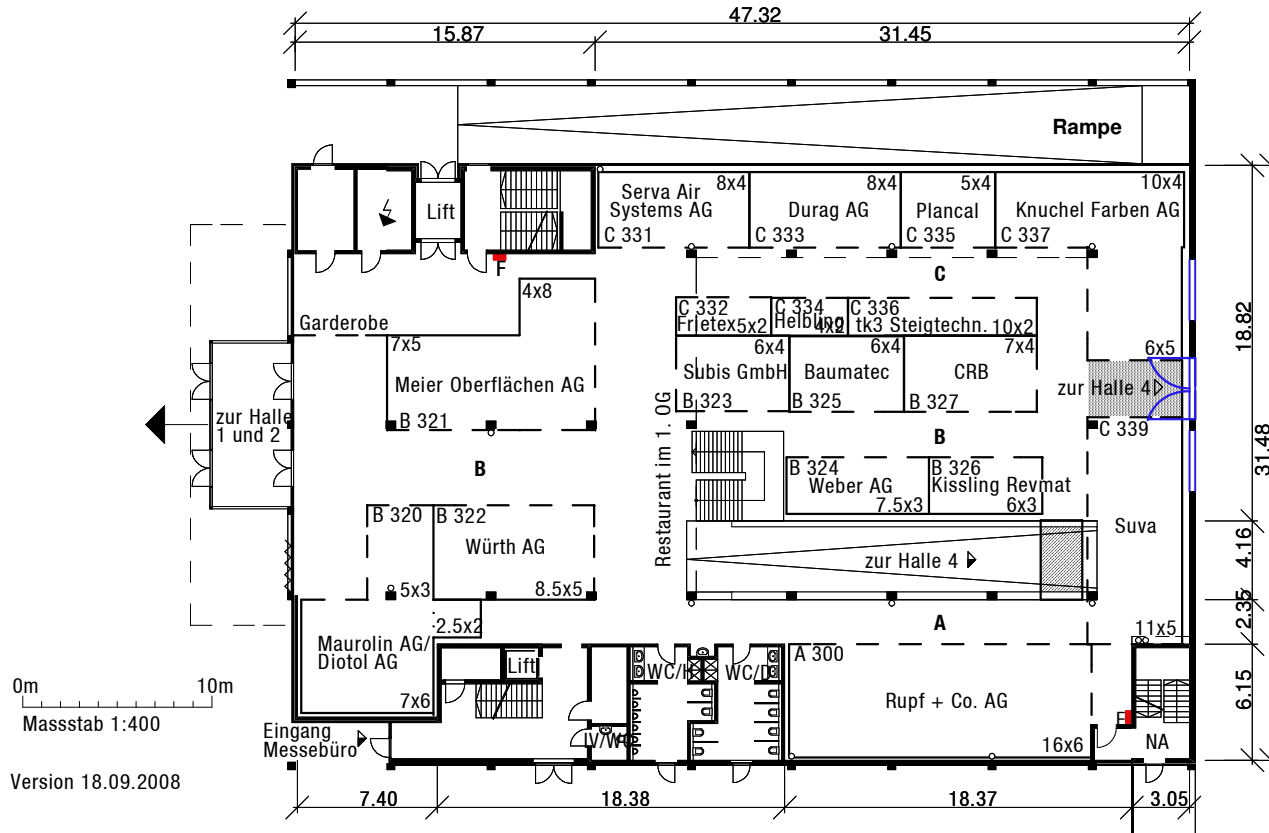 47.32
15.87
31.45
Rampe
Lift
F
Serva Air
Systems AG
8x4
C 331
8x4
Durag AG
C 333
5x4
Plancal
C 335
10x4
Knuchel Farben AG
C 337
C
4x8
Garderobe
C 332
Frietex
5x2
C 334
Helbling
4x2
C 336
tk3 Steigtechn.
10x2
18.82
7x5
Meier Oberflächen AG
B 321
6x4
Subis GmbH
B 323
6x4
Baumatec
B 325
7x4
CRB
B 327
6x5
zur Halle 4
C 339
zur Halle
1 und 2
31.48
B
B
Restaurant im 1. OG
B 324
Weber AG
7.5x3
B 326
Kissling Revmat
6x3
B 320
5x3
B 322
Würth AG
8.5x5
zur Halle 4
Suva
4.16
2.35
A
2.5x2
11x5
Maurolin AG/
Diotol AG
7x6
Lift
WC/H
WC/D
A 300
Rupf + Co. AG
16x6
6.15
0m
10m
Massstab 1:400
Eingang
Messebüro
IV/WC
F
NA
Version 18.09.2008
7.40
18.38
18.37
3.05